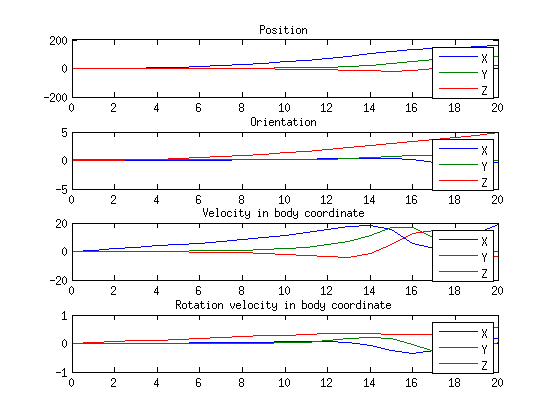 Position
200
0
-200
X
Y
Z
0 2 4 6 8 10 12 14 16 18 20
Orientation
5
0
-5
X
Y
Z
0 2 4 6 8 10 12 14 16 18 20
Velocity in body coordinate
20
0
-20
X
Y
Z
0 2 4 6 8 10 12 14 16 18 20
Rotation velocity in body coordinate
1
0
-1
X
Y
Z
0 2 4 6 8 10 12 14 16 18 20